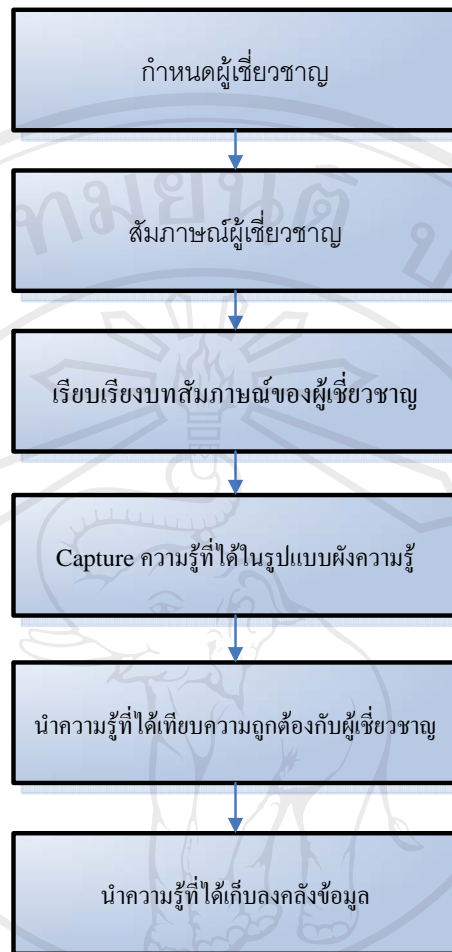 กำหนดผู้เชี่ยวชาญ
สัมภาษณ์ผู้เชี่ยวชาญ
เรียบเรียงบทสัมภาษณ์ของผู้เชี่ยวชาญ
Capture ความรู้ที่ได้ในรูปแบบผังความรู้
นำความรู้ที่ได้เทียบความถูกต้องกับผู้เชี่ยวชาญ
นำความรู้ที่ได้เก็บลงคลังข้อมูล